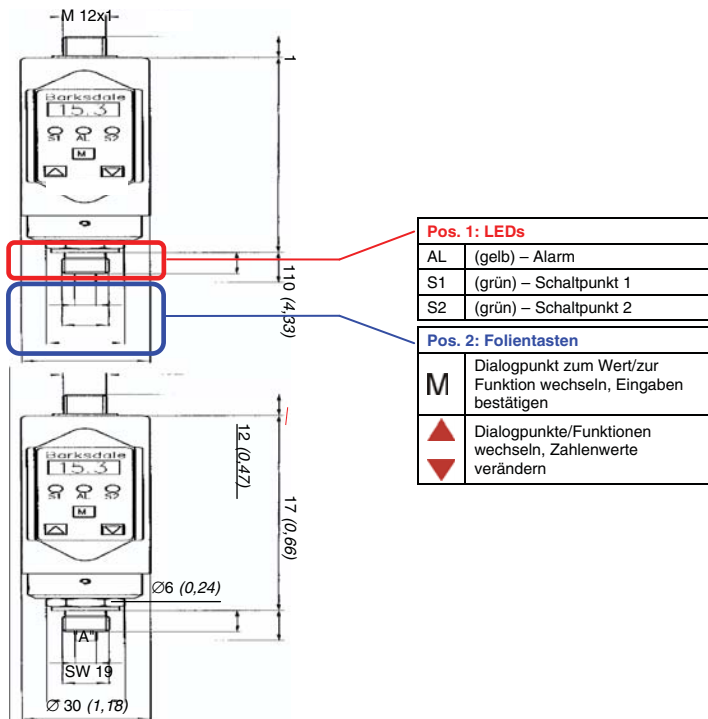 M 12x1
1
Barksdale
15.3
S1 AL S2
M
110 (4,33)
Pos. 1: LEDs
AL (gelb) – Alarm
S1 (grün) – Schaltpunkt 1
S2 (grün) – Schaltpunkt 2
Pos. 2: Folientasten
M Dialogpunkt zum Wert/zur
Funktion wechseln, Eingaben
bestätigen
Dialogpunkte/Funktionen
wechseln, Zahlenwerte
verändern
Barksdale
15.3
S1 AL S2
M
12 (0,47)
17 (0,66)
∅6 (0,24)
"A"
SW 19
∅ 30 (1,18)